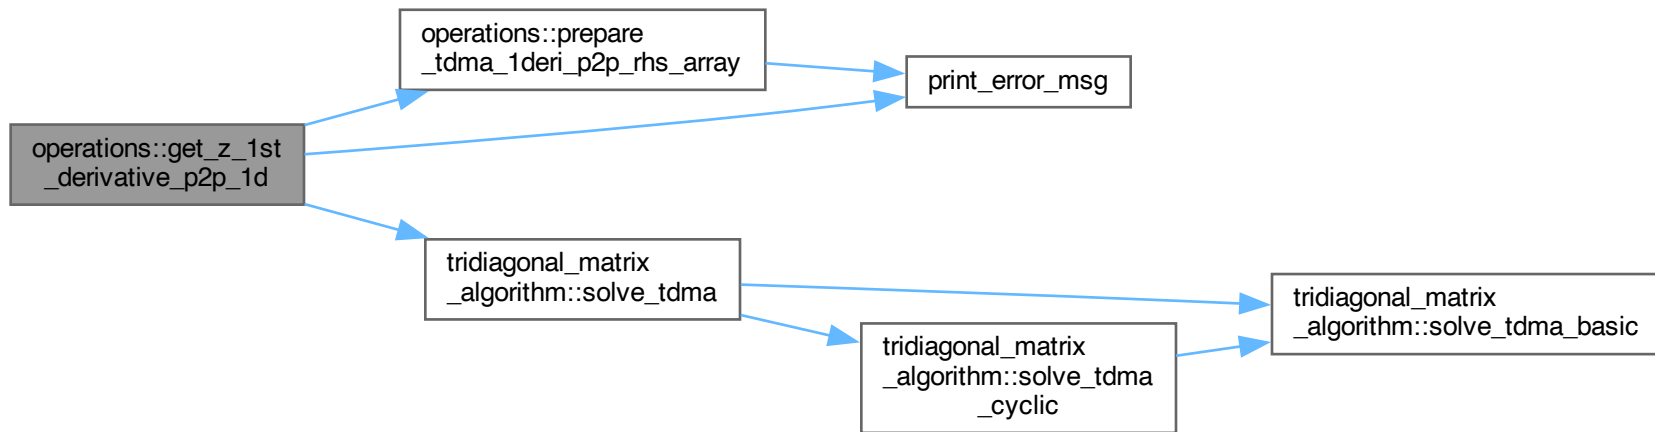 operations::prepare
_tdma_1deri_p2p_rhs_array
print_error_msg
operations::get_z_1st
_derivative_p2p_1d
tridiagonal_matrix
_algorithm::solve_tdma
tridiagonal_matrix
_algorithm::solve_tdma_basic
tridiagonal_matrix
_algorithm::solve_tdma
_cyclic